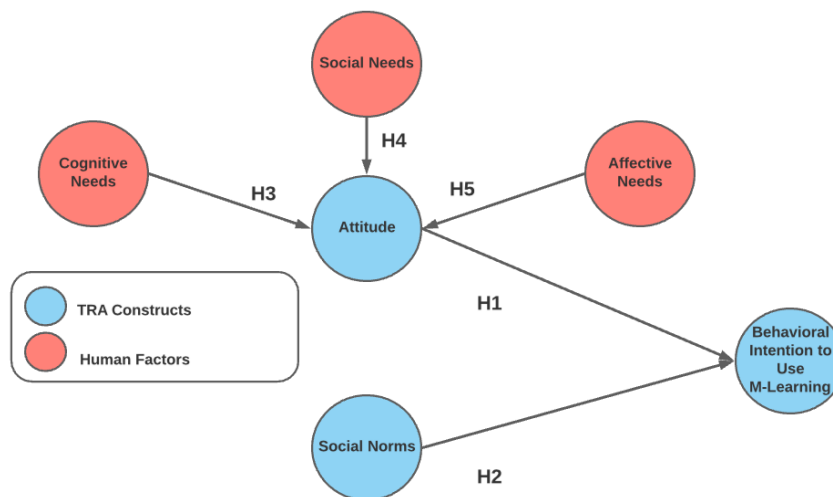 Social Needs
H4
Cognitive
Needs
Affective
Needs
H3
H5
Attitude
TRA Constructs
Human Factors
H1
Behavioral
Intention to
Use
M-Learning
Social Norms
H2